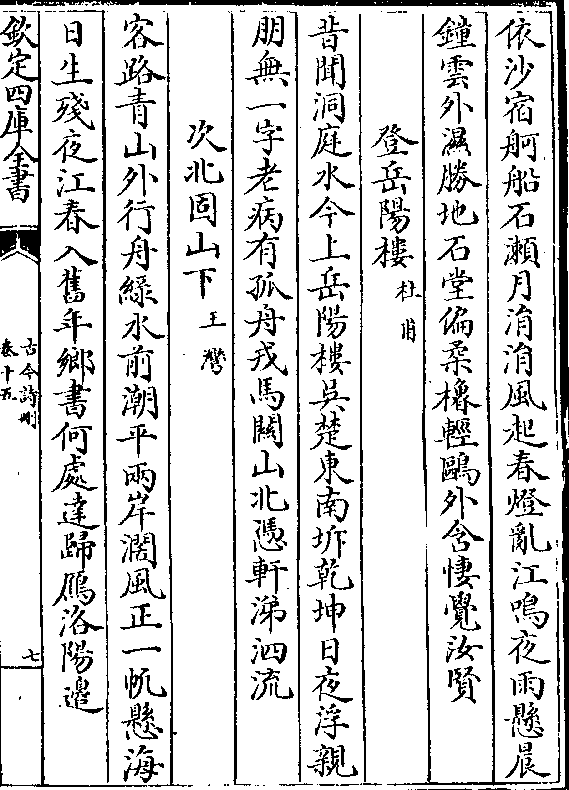 依沙宿舸船石瀨月涓涓風起春燈亂江鳴夜雨懸晨
鐘雲外濕勝地石堂偏柔櫓輕鷗外含悽覺汝賢
登岳陽樓 杜甫
昔聞洞庭水今上岳陽樓吳楚東南坼乾坤日夜浮親
朋無一字老病有孤舟戎馬關山北憑軒涕泗流
次北固山下 王灣
客路青山外行舟綠水前潮平兩岸濶風正一帆懸海
日生殘夜江春入舊年鄉書何處達歸鴈洛陽邉
欽定四庫全書
古今詩刪
卷十五
七